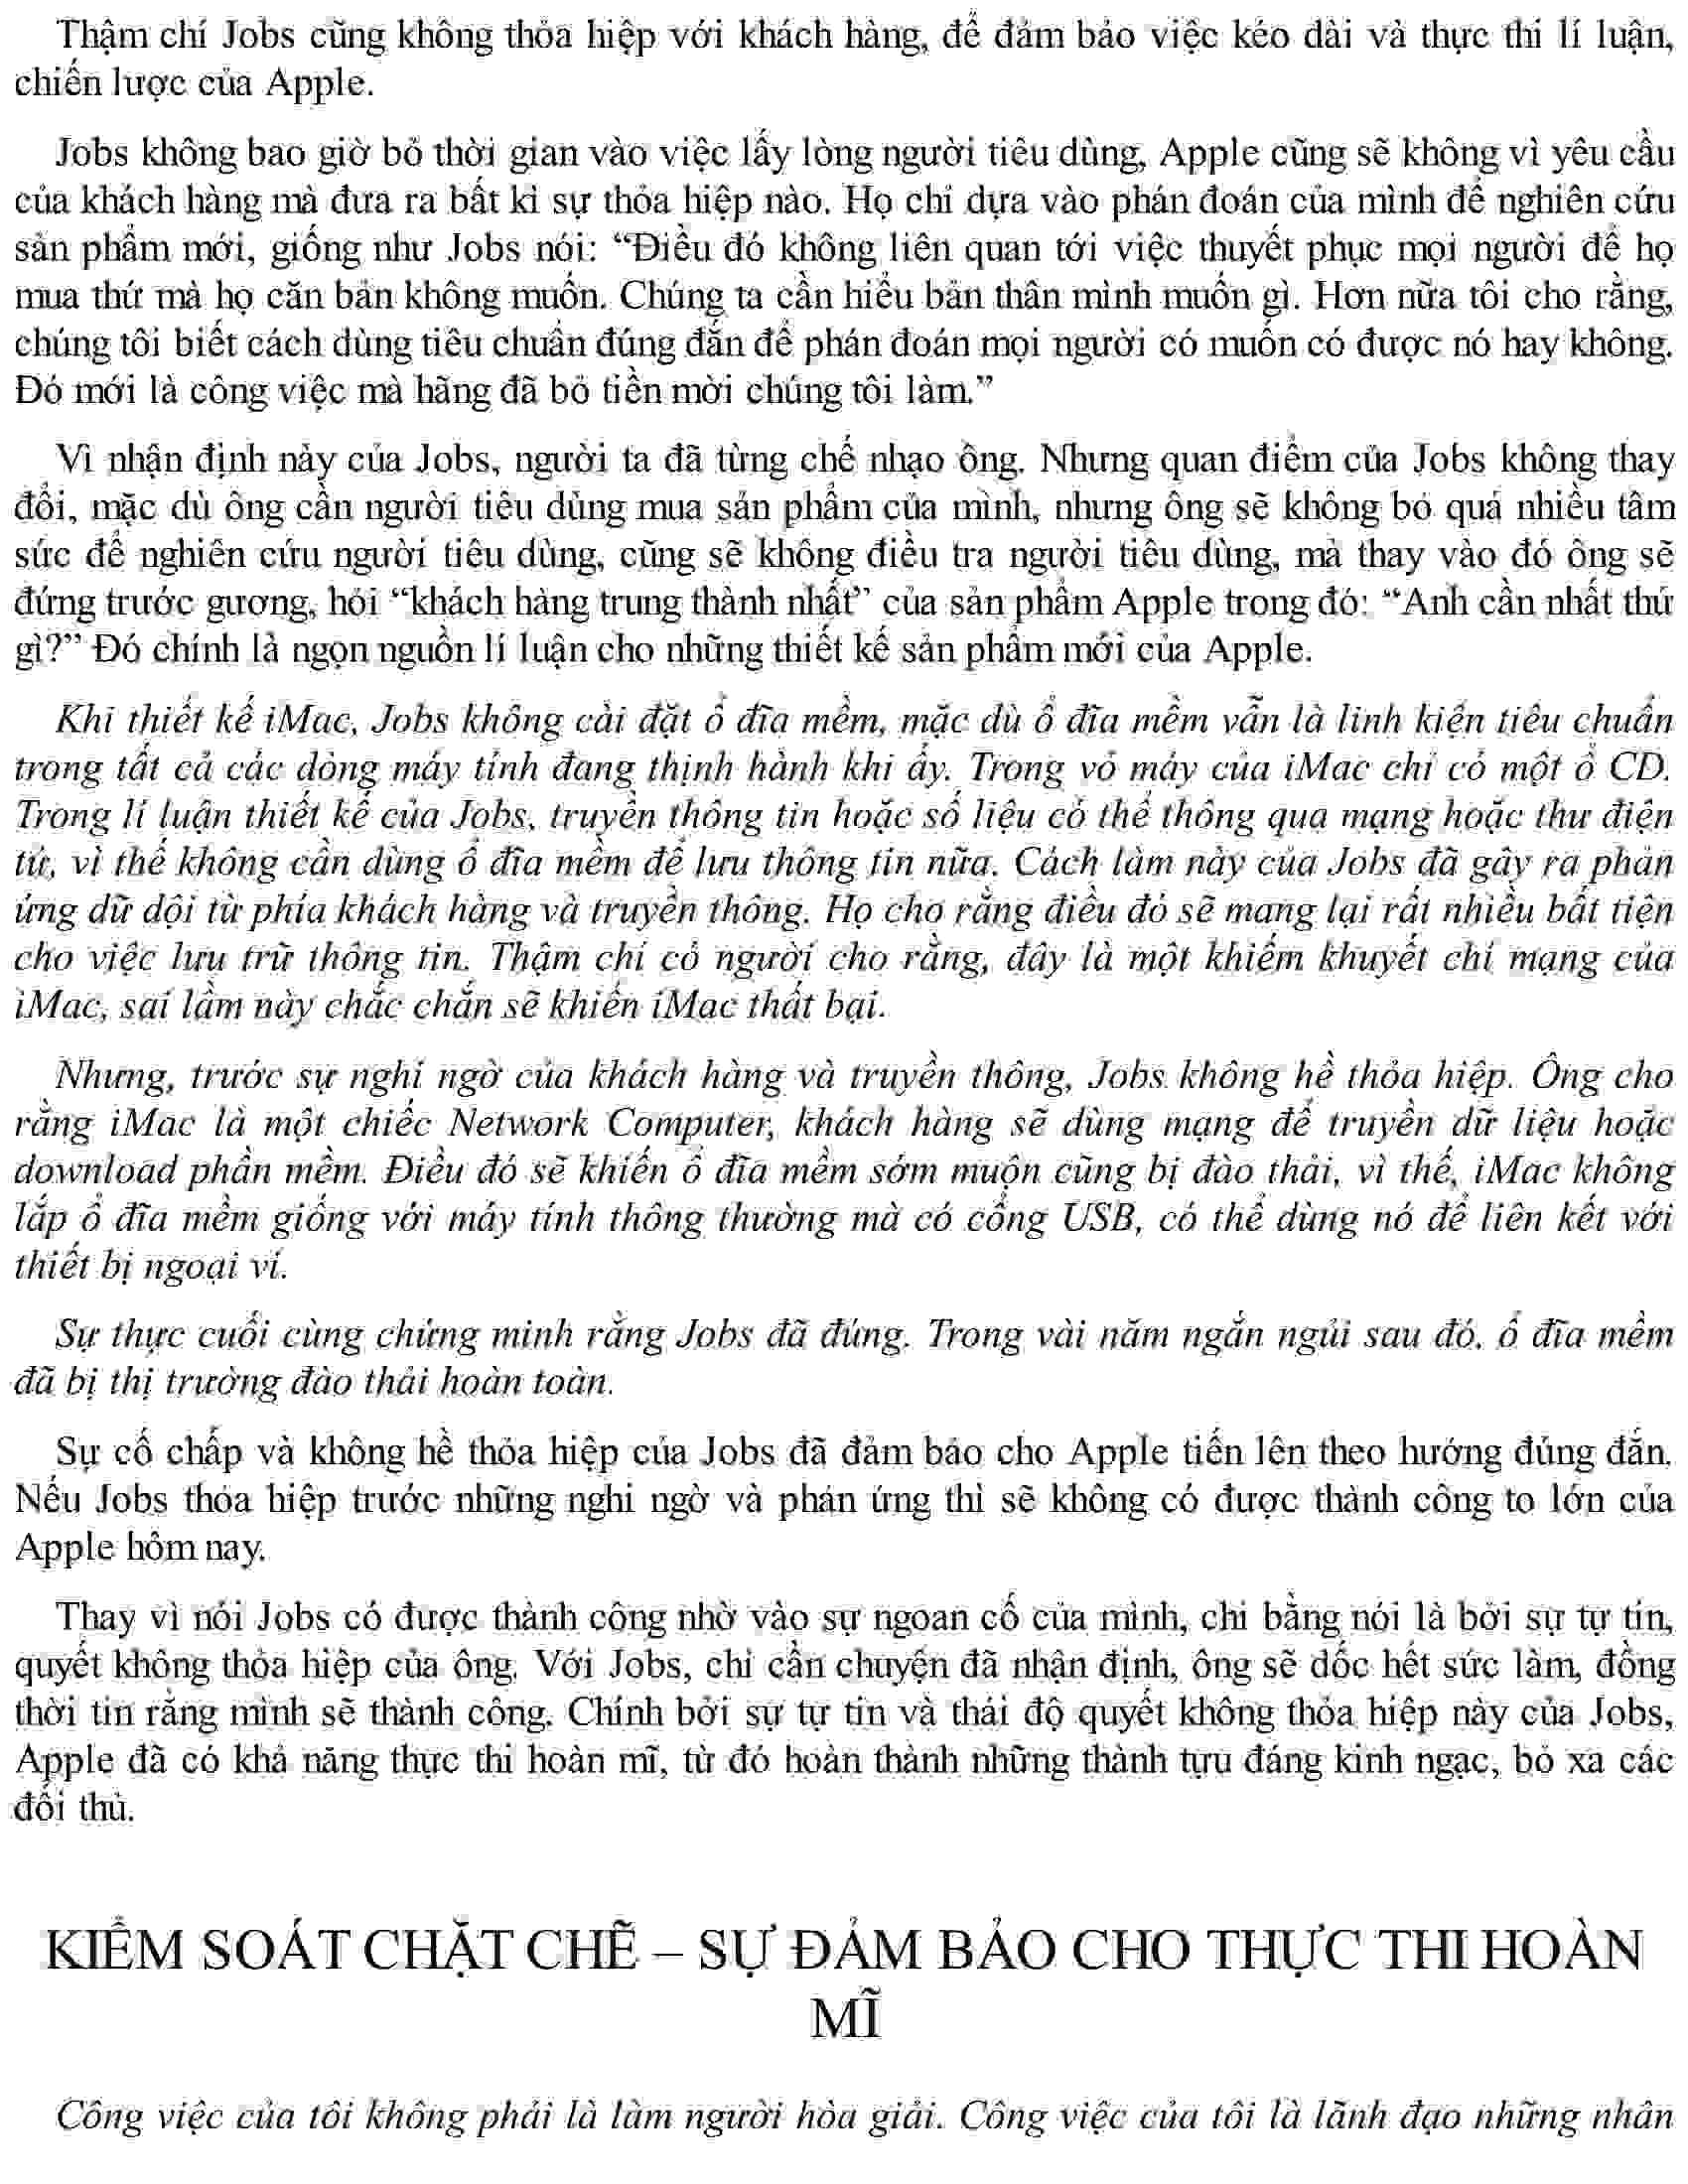 Thậm chí Jobs cũng không thỏa hiệp với khách hàng, để đảm bảo việc kéo dài và thực thi lí luận,
chiến lược của Apple.
Jobs không bao giờ bỏ thời gian vào việc lấy lòng người tiêu dùng, Apple cũng sẽ không vì yêu cầu
của khách hàng mà đưa ra bất kì sự thỏa hiệp nào. Họ chỉ dựa vào phán đoán của mình để nghiên cứu
sản phẩm mới, giống như Jobs nói: “Điều đó không liên quan tới việc thuyết phục mọi người để họ
mua thứ mà họ căn bản không muốn. Chúng ta cần hiểu bản thân mình muốn gì. Hơn nữa tôi cho rằng,
chúng tôi biết cách dùng tiêu chuẩn đúng đắn để phán đoán mọi người có muốn có được nó hay không.
Đó mới là công việc mà hãng đã bỏ tiền mời chúng tôi làm.”
Vì nhận định này của Jobs, người ta đã từng chế nhạo ông. Nhưng quan điểm của Jobs không thay
đổi, mặc dù ông cần người tiêu dùng mua sản phẩm của mình, nhưng ông sẽ không bỏ quá nhiều tâm
sức để nghiên cứu người tiêu dùng, cũng sẽ không điều tra người tiêu dùng, mà thay vào đó ông sẽ
đứng trước gương, hỏi “khách hàng trung thành nhất” của sản phẩm Apple trong đó: “Anh cần nhất thứ
gì?” Đó chính là ngọn nguồn lí luận cho những thiết kế sản phẩm mới của Apple.
Khi thiết kế iMac, Jobs không cài đặt ổ đĩa mềm, mặc dù ổ đĩa mềm vẫn là linh kiện tiêu chuẩn
trong tất cả các dòng máy tính đang thịnh hành khi ấy. Trong vỏ máy của iMac chỉ có một ổ CD.
Trong lí luận thiết kế của Jobs, truyền thông tin hoặc số liệu có thể thông qua mạng hoặc thư điện
tử, vì thế không cần dùng ổ đĩa mềm để lưu thông tin nữa. Cách làm này của Jobs đã gây ra phản
ứng dữ dội từ phía khách hàng và truyền thông. Họ cho rằng điều đó sẽ mang lại rất nhiều bất tiện
cho việc lưu trữ thông tin. Thậm chí có người cho rằng, đây là một khiếm khuyết chí mạng của
iMac, sai lầm này chắc chắn sẽ khiến iMac thất bại.
Nhưng, trước sự nghi ngờ của khách hàng và truyền thông, Jobs không hề thỏa hiệp. Ông cho
rằng iMac là một chiếc Network Computer, khách hàng sẽ dùng mạng để truyền dữ liệu hoặc
download phần mềm. Điều đó sẽ khiến ổ đĩa mềm sớm muộn cũng bị đào thải, vì thế, iMac không
lắp ổ đĩa mềm giống với máy tính thông thường mà có cổng USB, có thể dùng nó để liên kết với
thiết bị ngoại vi.
Sự thực cuối cùng chứng minh rằng Jobs đã đúng. Trong vài năm ngắn ngủi sau đó, ổ đĩa mềm
đã bị thị trường đào thải hoàn toàn.
Sự cố chấp và không hề thỏa hiệp của Jobs đã đảm bảo cho Apple tiến lên theo hướng đúng đắn.
Nếu Jobs thỏa hiệp trước những nghi ngờ và phản ứng thì sẽ không có được thành công to lớn của
Apple hôm nay.
Thay vì nói Jobs có được thành công nhờ vào sự ngoan cố của mình, chi bằng nói là bởi sự tự tin,
quyết không thỏa hiệp của ông. Với Jobs, chỉ cần chuyện đã nhận định, ông sẽ dốc hết sức làm, đồng
thời tin rằng mình sẽ thành công. Chính bởi sự tự tin và thái độ quyết không thỏa hiệp này của Jobs,
Apple đã có khả năng thực thi hoàn mĩ, từ đó hoàn thành những thành tựu đáng kinh ngạc, bỏ xa các
đối thủ.
KIỂM SOÁT CHẶT CHẼ – SỰ ĐẢM BẢO CHO THỰC THI HOÀN
MĨ
Công việc của tôi không phải là làm người hòa giải. Công việc của tôi là lãnh đạo những nhân